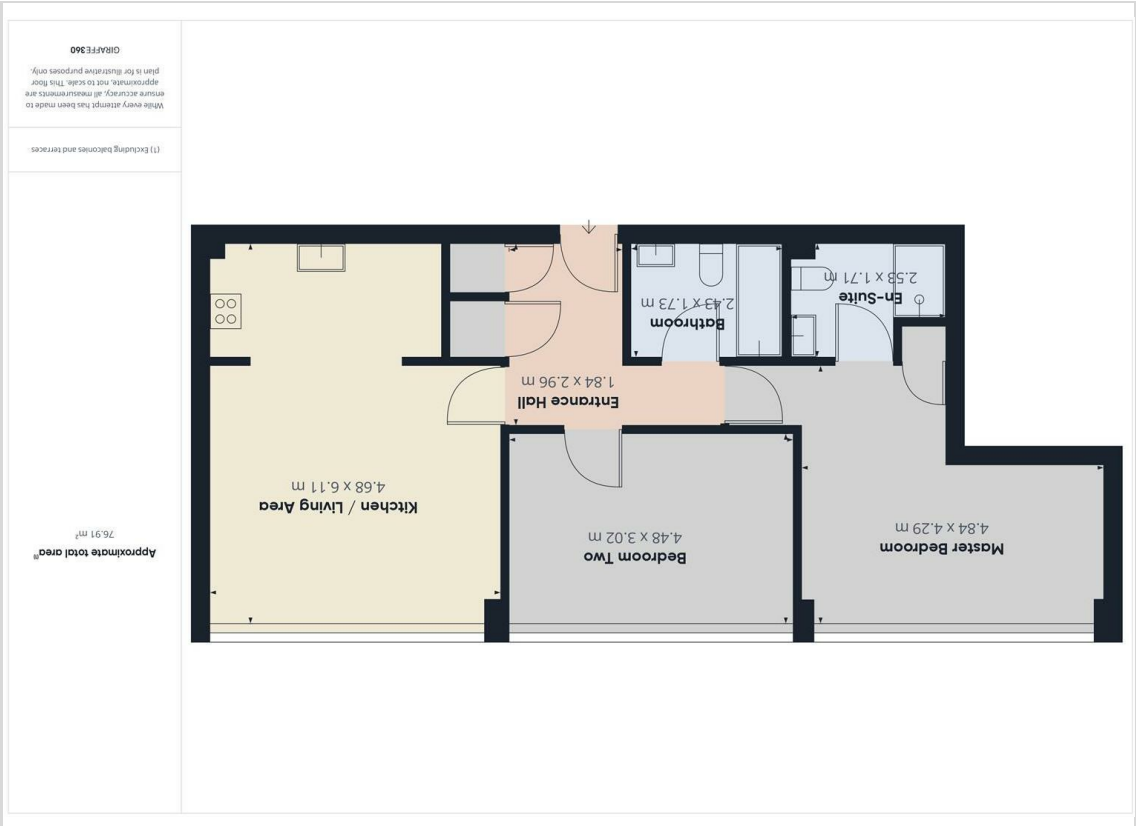 Master Bedroom
4.84 x 4.29 m
Bedroom Two
4.48 x 3.02 m
Kitchen / Living Area
4.68 x 6.11 m
Entrance Hall
1.84 x 2.96 m
En-Suite
2.53 x 1.71 m
Bathroom
2.43 x 1.73 m
Approximate total area⁽¹⁾
76.91 m²
(1) Excluding balconies and terraces
While every attempt has been made to
ensure accuracy, all measurements are
approximate, not to scale. This floor
plan is for illustrative purposes only.
GIRAFFE360